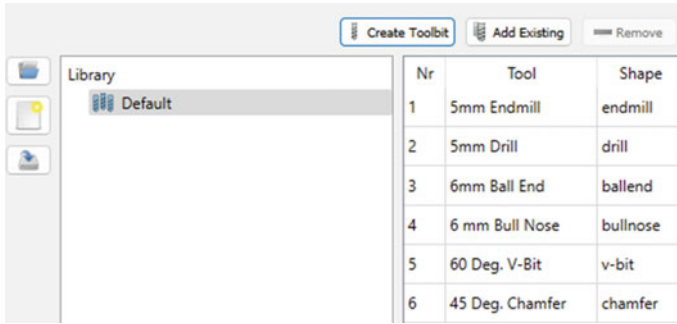 Create Toolbit Add Existing Remove
Library
Default
Nr Tool Shape
1 5mm Endmill endmill
2 5mm Drill drill
3 6mm Ball End ballend
4 6 mm Bull Nose bullnose
5 60 Deg. V-Bit v-bit
6 45 Deg. Chamfer chamfer